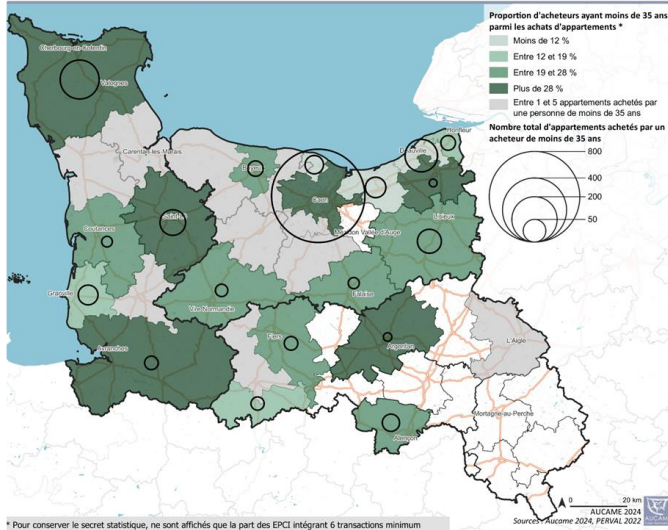 Proportion d'acheteurs ayant moins de 35 ans
parmi les achats d'appartements *
Moins de 12 %
Entre 12 et 19 %
Entre 19 et 28 %
Plus de 28 %
Entre 1 et 5 appartements achetés par
une personne de moins de 35 ans
Nombre total d'appartements achetés par un
acheteur de moins de 35 ans
800
400
200
50
Cherbourg-en-Cotentin
Valognes
Carentan-les-Marais
Honfleur
Deauville
Bayeux
Caen
Saint-Lô
Lisieux
Coutances
Mézidon Vallée d'Auge
Granville
Vire Normandie
Falaise
Avranches
Flers
Argentan
L'Aigle
Mortagne-au-Perche
Alençon
0
20 km
AUCAME 2024
Sources : Aucame 2024, PERVAL 2022
* Pour conserver le secret statistique, ne sont affichés que la part des EPCI intégrant 6 transactions minimum